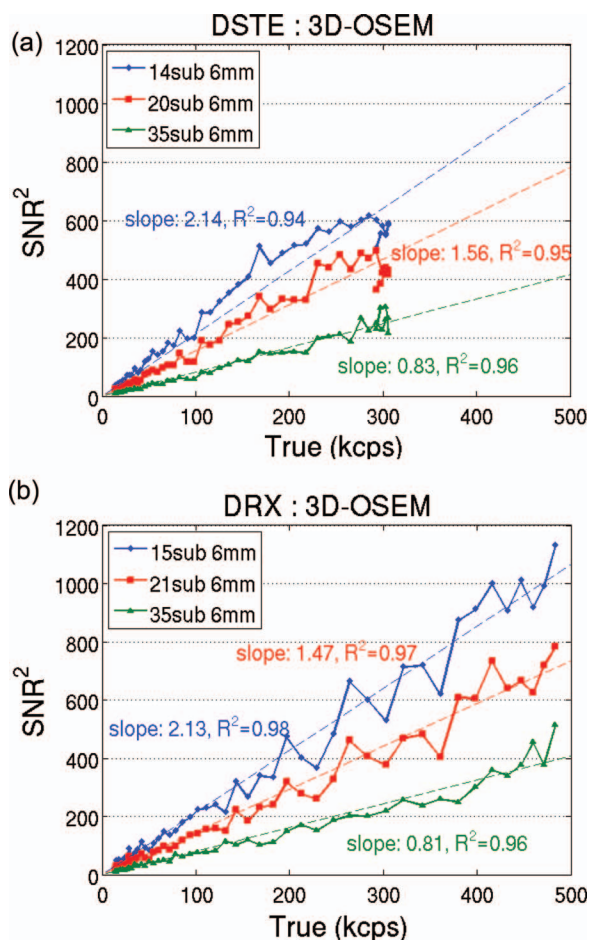 (a)
DSTE : 3D-OSEM
1200
1000
800
600
400
200
0
SNR²
14sub 6mm
20sub 6mm
35sub 6mm
slope: 2.14, R²=0.94
slope: 1.56, R²=0.95
slope: 0.83, R²=0.96
0 100 200 300 400 500
True (kcps)
(b)
DRX : 3D-OSEM
1200
1000
800
600
400
200
0
SNR²
15sub 6mm
21sub 6mm
35sub 6mm
slope: 1.47, R²=0.97
slope: 2.13, R²=0.98
slope: 0.81, R²=0.96
0 100 200 300 400 500
True (kcps)